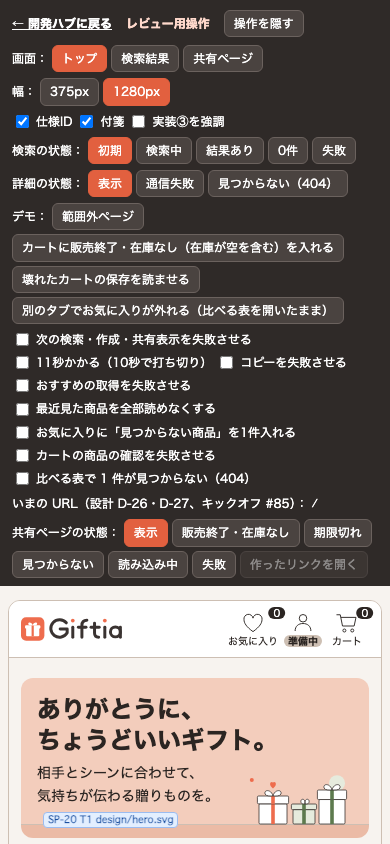 ← 開発ハブに戻る レビュー用操作 操作を隠す
画面： トップ 検索結果 共有ページ
幅： 375px 1280px
仕様ID 付箋 実装③を強調
検索の状態： 初期 検索中 結果あり 0件 失敗
詳細の状態： 表示 通信失敗 見つからない（404）
デモ： 範囲外ページ
カートに販売終了・在庫なし（在庫が空を含む）を入れる
壊れたカートの保存を読ませる
別のタブでお気に入りが外れる（比べる表を開いたまま）
次の検索・作成・共有表示を失敗させる
11秒かかる（10秒で打ち切り） コピーを失敗させる
おすすめの取得を失敗させる
最近見た商品を全部読めなくする
お気に入りに「見つからない商品」を1件入れる
カートの商品の確認を失敗させる
比べる表で 1 件が見つからない（404）
いまの URL（設計 D-26・D-27、キックオフ #85）： /
共有ページの状態： 表示 販売終了・在庫なし 期限切れ
見つからない 読み込み中 失敗 作ったリンクを開く
Giftia
0 0
お気に入り 準備中 カート
ありがとうに、
ちょうどいいギフト。
相手とシーンに合わせて、
気持ちが伝わる贈りものを。
SP-20 T1 design/hero.svg